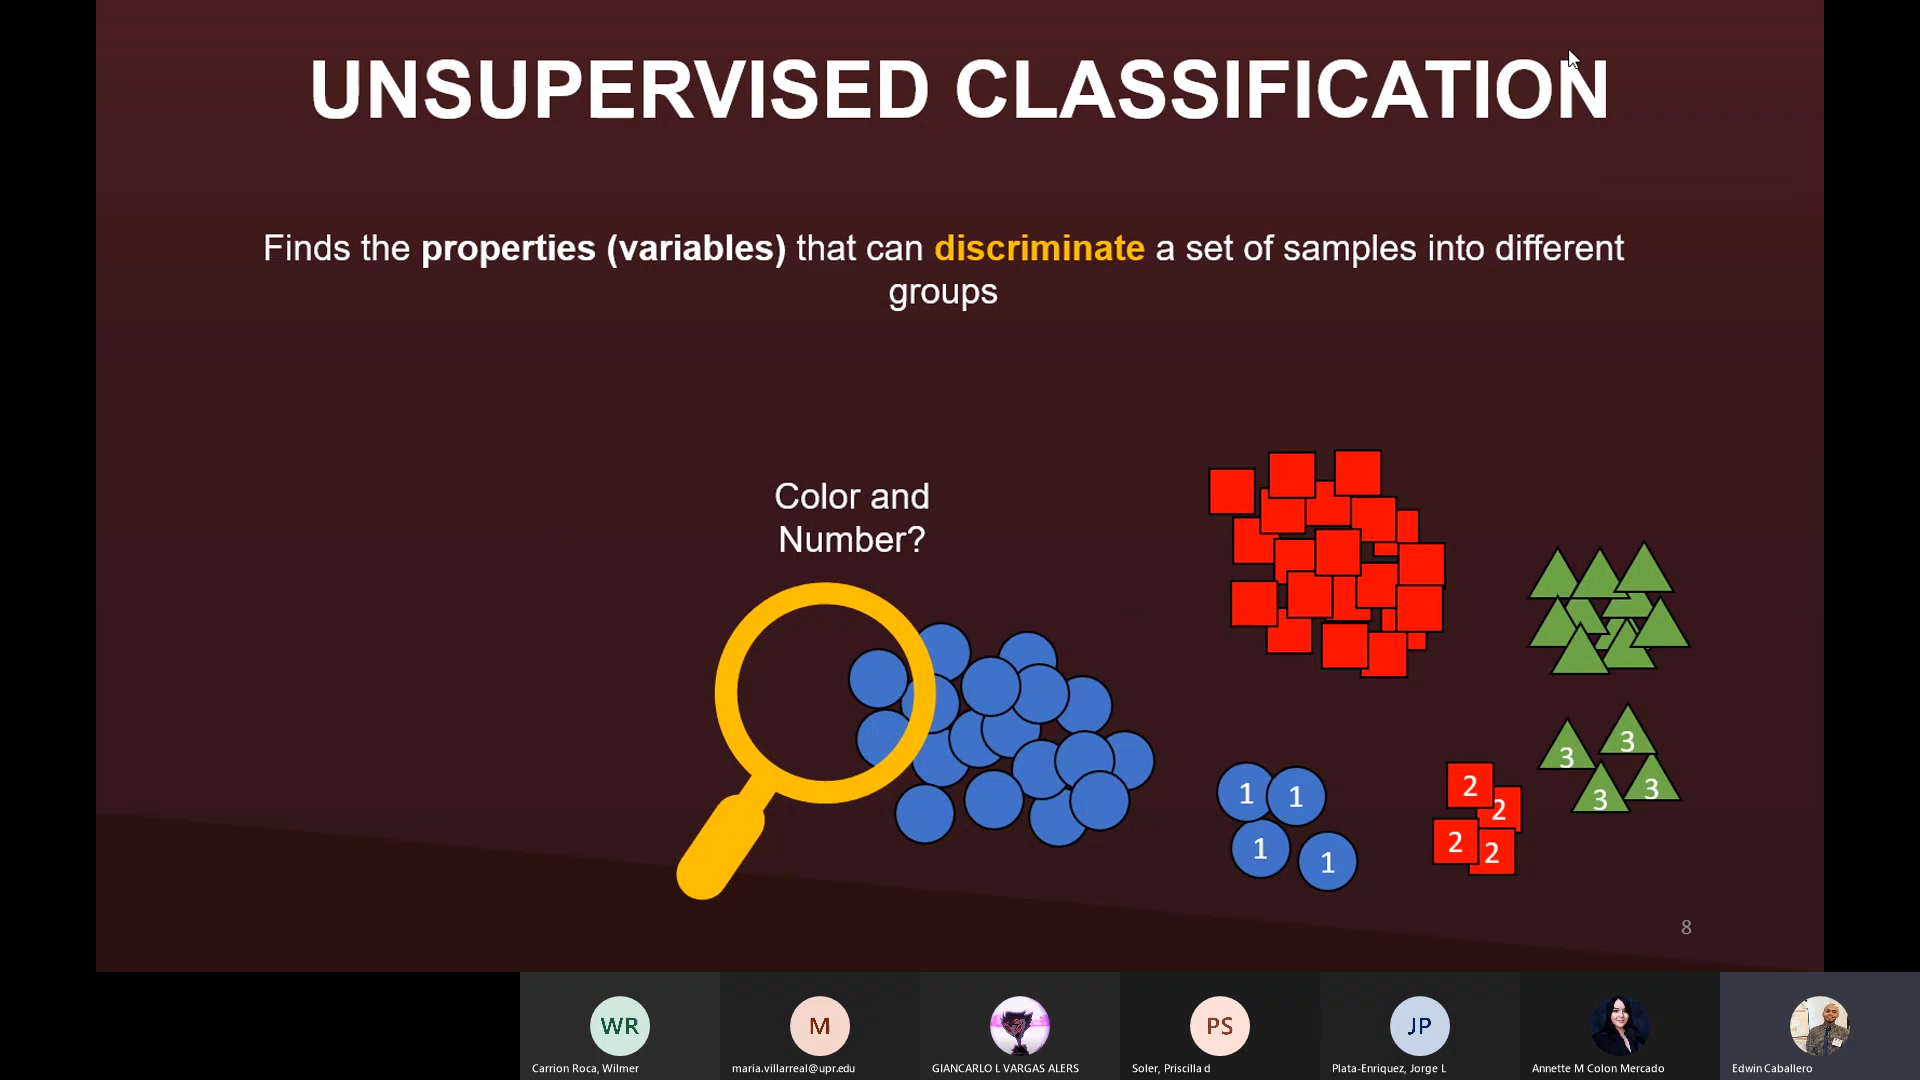 UNSUPERVISED CLASSIFICATION
Finds the properties (variables) that can discriminate a set of samples into different
groups
Color and
Number?
3
3
3
3
1
1
1
1
2
2
2
2
8
WR
M
PS
JP
Carrion Roca, Wilmer
maria.villarreal@upr.edu
GIANCARLO L VARGAS ALERS
Soler, Priscilla d
Plata-Enriquez, Jorge L
Annette M Colon Mercado
Edwin Caballero